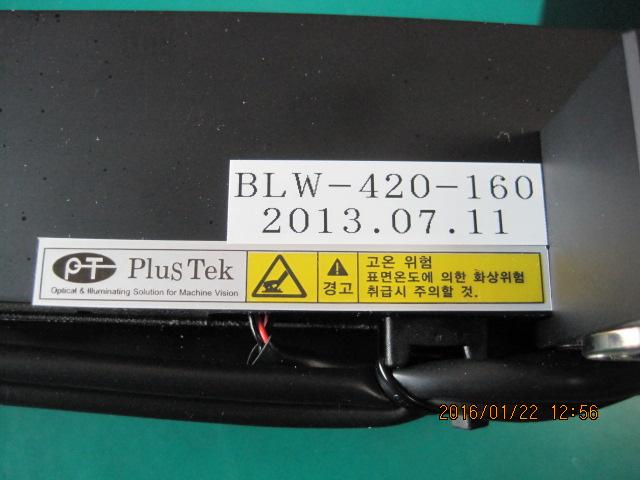 BLW-420-160
2013.07.11
PT PlusTek
Optical & Illuminating Solution for Machine Vision
경고
고온 위험
표면온도에 의한 화상위험
취급시 주의할 것.
2016/01/22 12:56